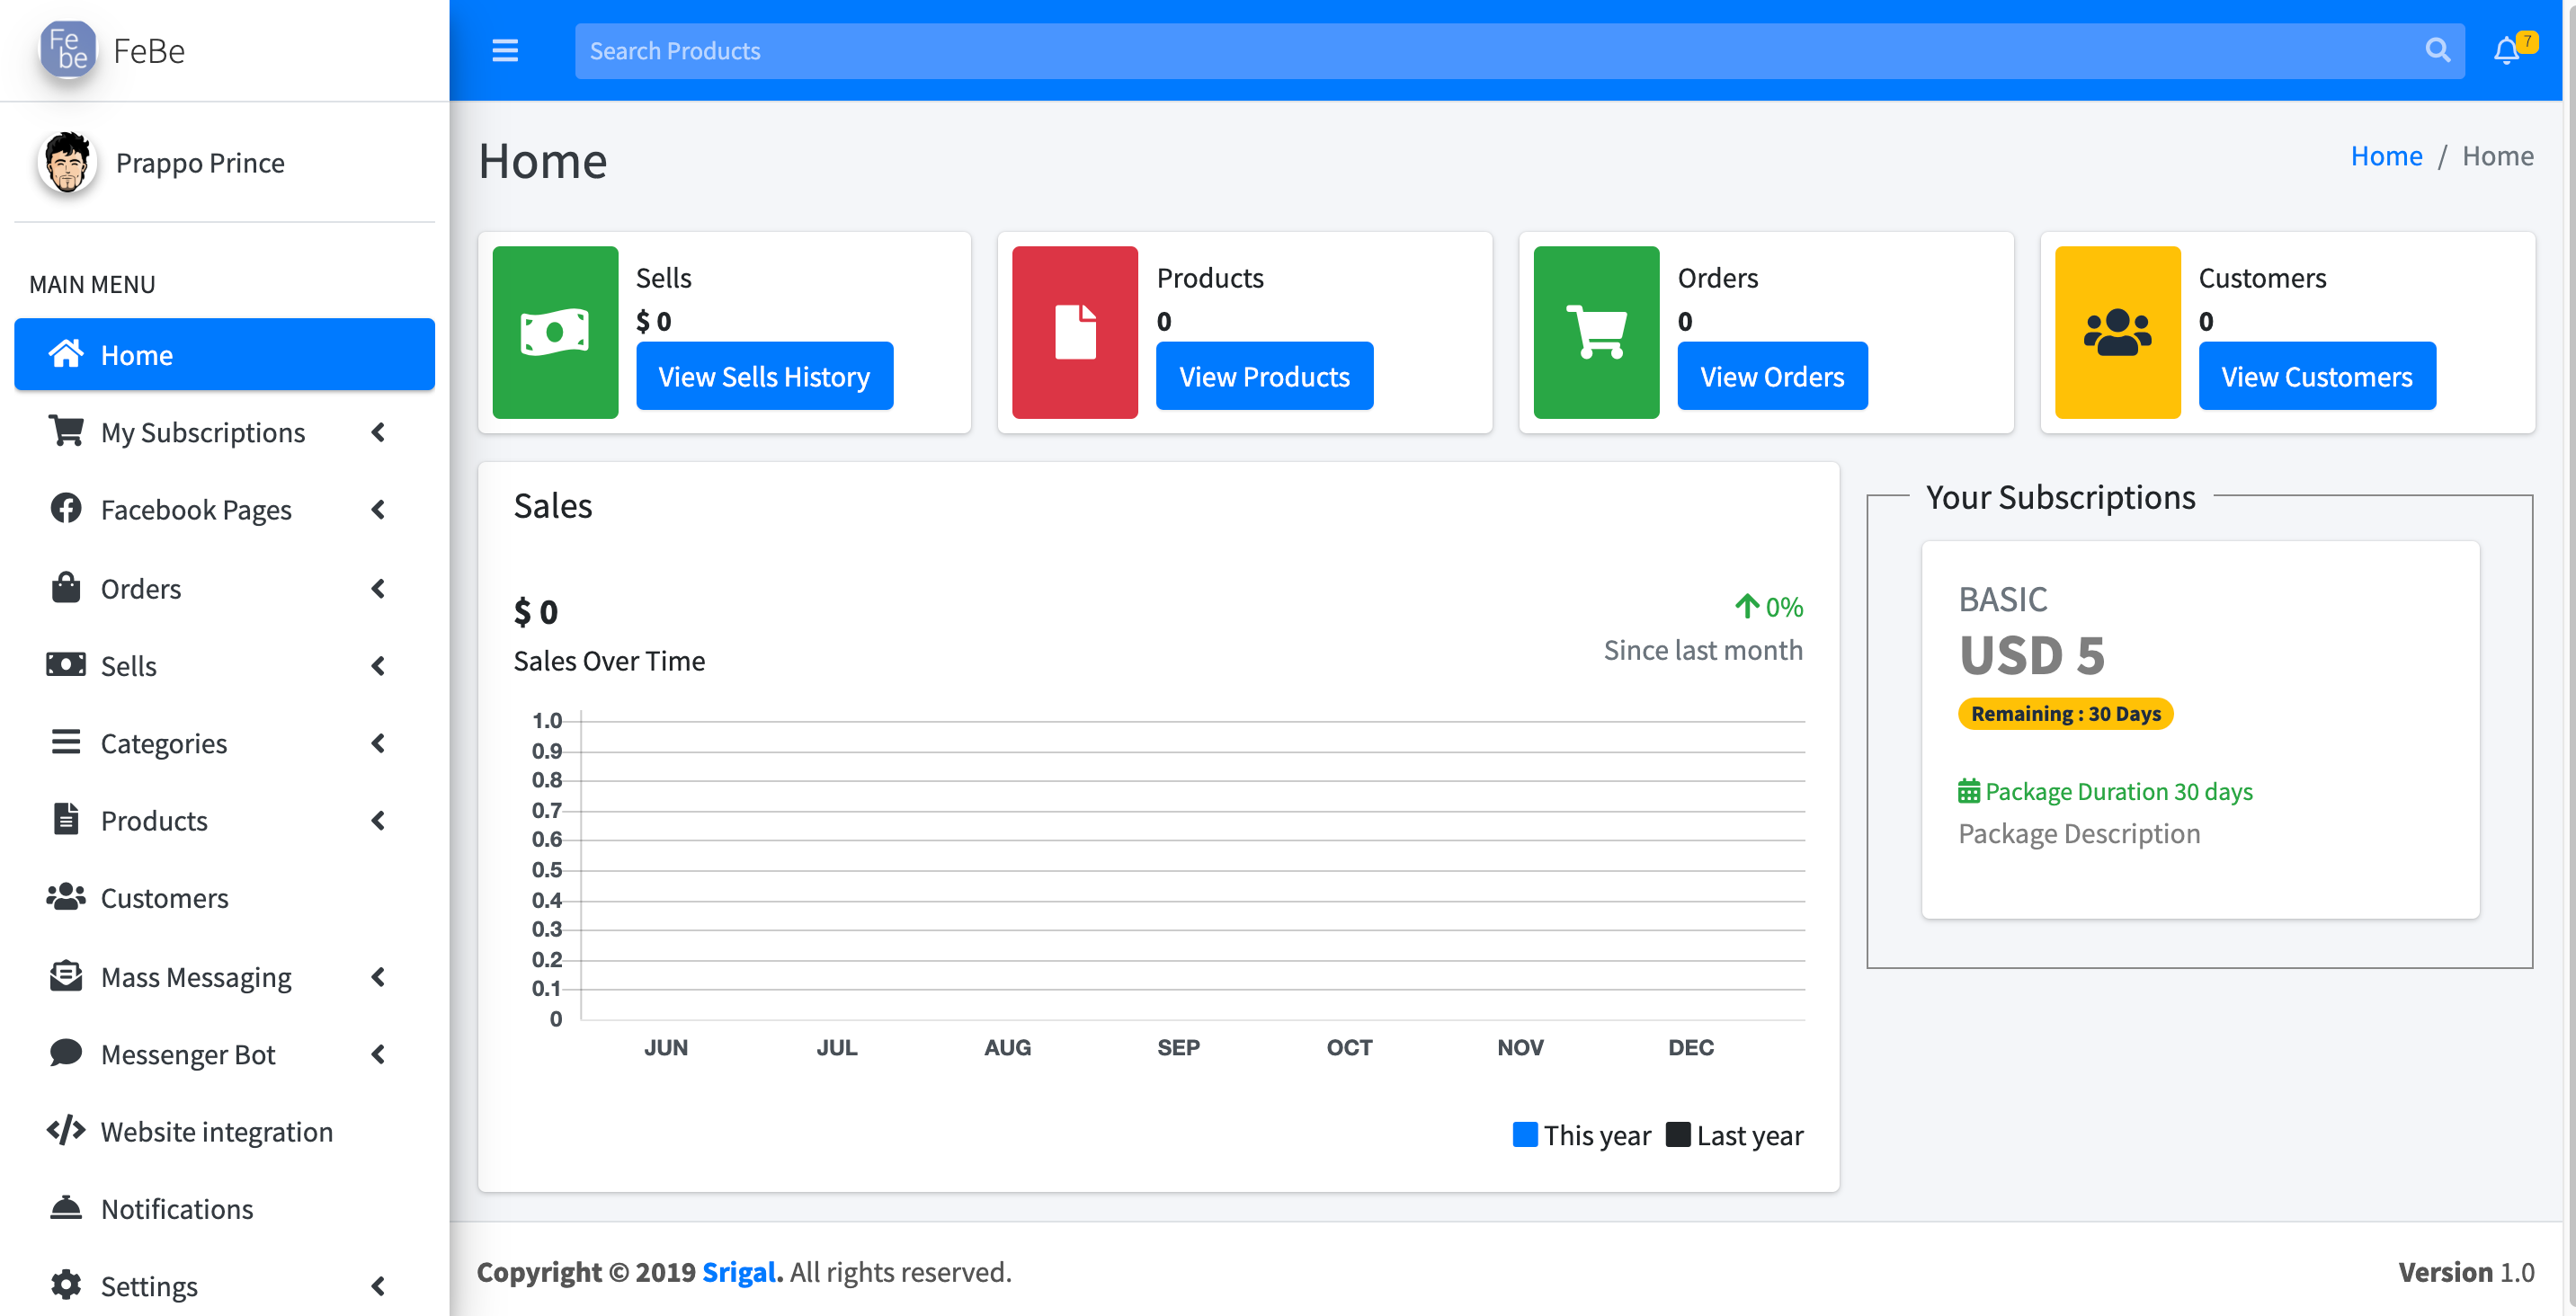 Fe
be
FeBe
Search Products
7
Prappo Prince
MAIN MENU
Home
My Subscriptions
Facebook Pages
Orders
Sells
Categories
Products
Customers
Mass Messaging
Messenger Bot
Website integration
Notifications
Settings
Home
Home / Home
Sells
$ 0
View Sells History
Products
0
View Products
Orders
0
View Orders
Customers
0
View Customers
Sales
$ 0
Sales Over Time
0%
Since last month
1.0
0.9
0.8
0.7
0.6
0.5
0.4
0.3
0.2
0.1
0
JUN JUL AUG SEP OCT NOV DEC
This year Last year
Your Subscriptions
BASIC
USD 5
Remaining : 30 Days
Package Duration 30 days
Package Description
Copyright © 2019 Srigal. All rights reserved.
Version 1.0